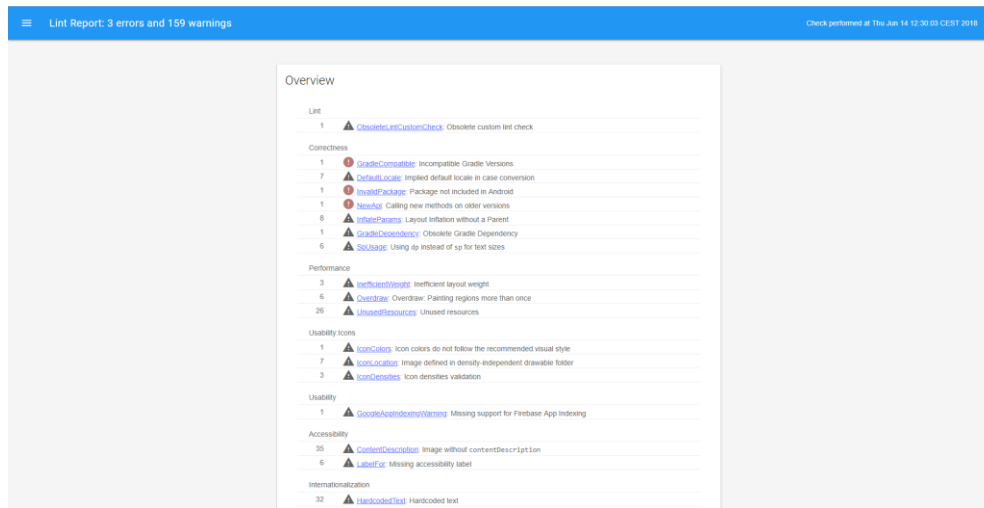 Lint Report: 3 errors and 159 warnings
Check performed at Thu Jun 14 12:30:03 CEST 2018
Overview
Lint
1 ObsoleteLintCustomCheck: Obsolete custom lint check
Correctness
1 GradleCompatible: Incompatible Gradle Versions
7 DefaultLocale: Implied default locale in case conversion
1 InvalidPackage: Package not included in Android
1 NewApi: Calling new methods on older versions
8 InflateParams: Layout Inflation without a Parent
1 GradleDependency: Obsolete Gradle Dependency
6 SpUsage: Using dp instead of sp for text sizes
Performance
3 InefficientWeight: Inefficient layout weight
6 Overdraw: Overdraw: Painting regions more than once
26 UnusedResources: Unused resources
Usability:Icons
1 IconColors: Icon colors do not follow the recommended visual style
7 IconLocation: Image defined in density-independent drawable folder
3 IconDensities: Icon densities validation
Usability
1 GoogleAppIndexingWarning: Missing support for Firebase App Indexing
Accessibility
35 ContentDescription: Image without contentDescription
6 LabelFor: Missing accessibility label
Internationalization
32 HardcodedText: Hardcoded text